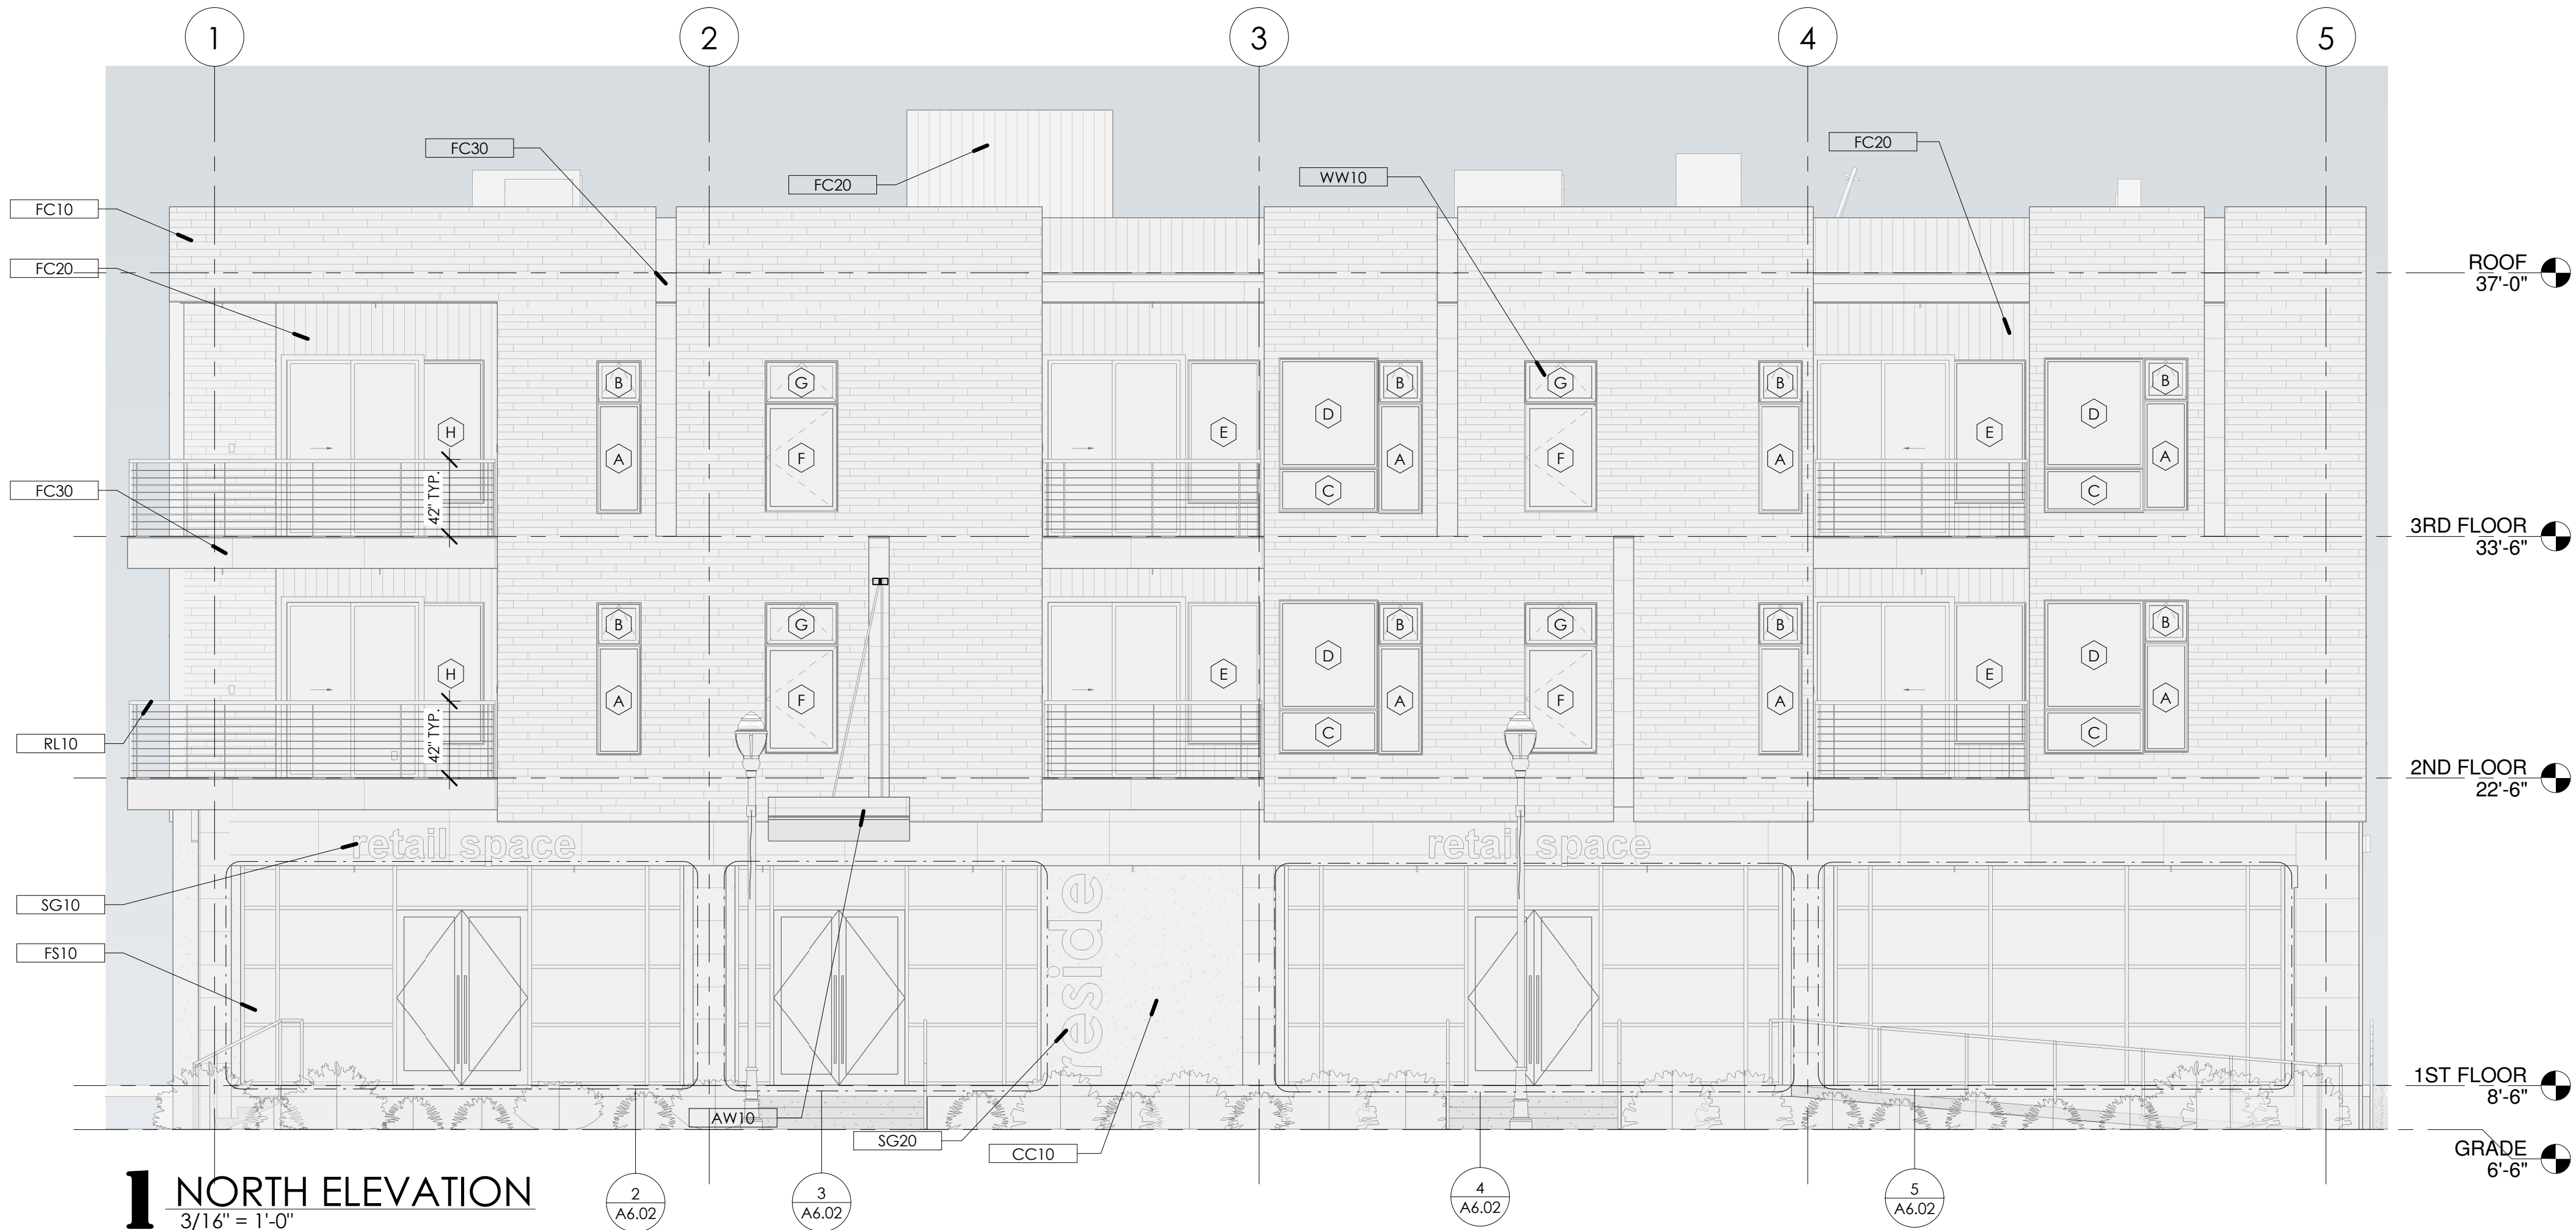 1 2 3 4 5
FC30
FC20
FC20
WW10
FC10
FC20
ROOF
37'-0"
B G B G B B
D D
H E E
A F A F A A
C C
FC30
42" TYP.
3RD FLOOR
33'-6"
B G B G B B
D D
H E E
A F A F A A
C C
RL10
42" TYP.
2ND FLOOR
22'-6"
retail space
retail space
SG10
reside
FS10
1ST FLOOR
8'-6"
AW10
SG20
CC10
GRADE
6'-6"
1 NORTH ELEVATION
3/16" = 1'-0"
2
A6.02
3
A6.02
4
A6.02
5
A6.02